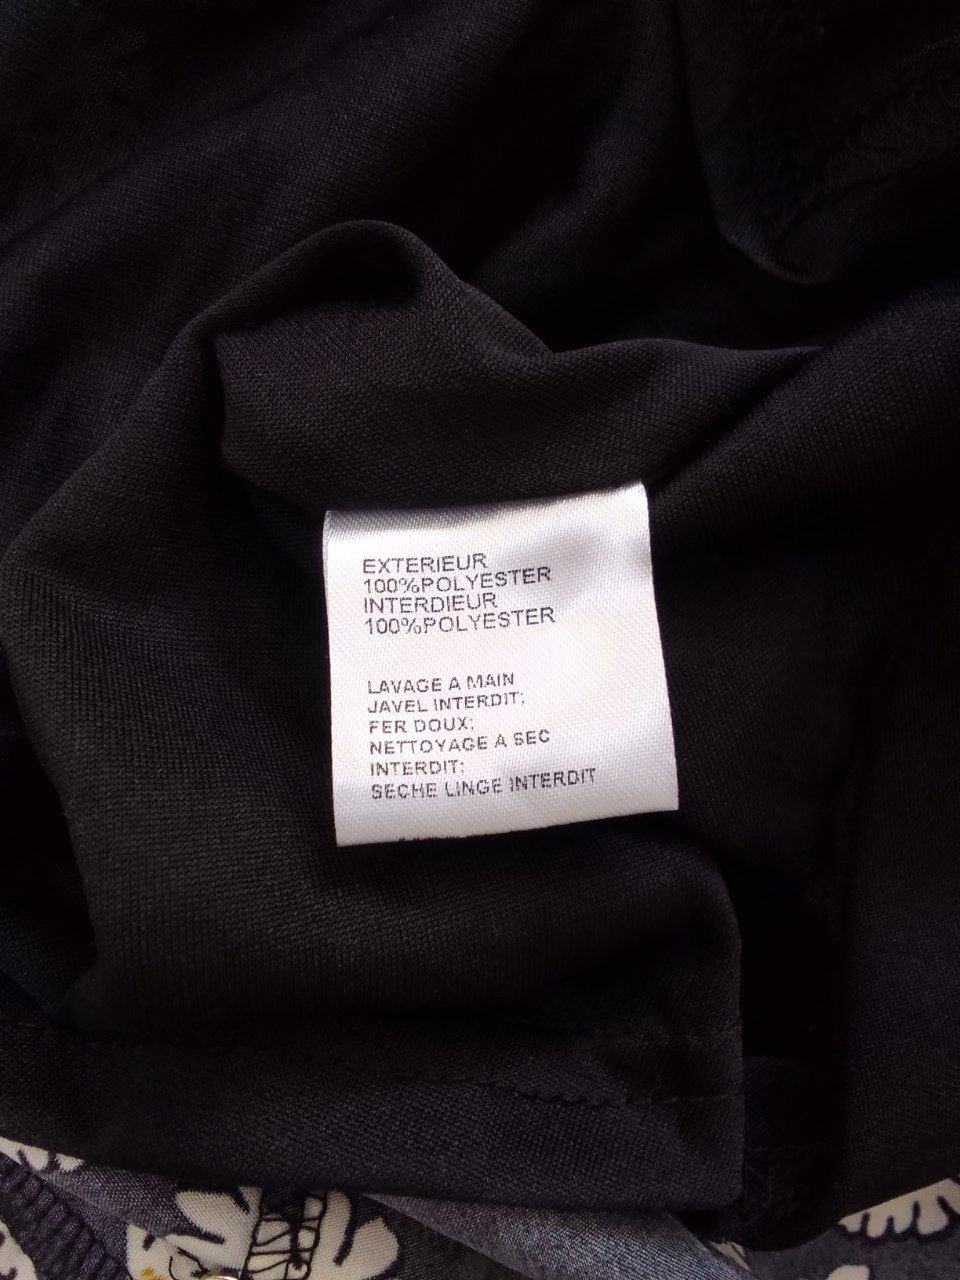 EXTERIEUR
100%POLYESTER
INTERDIEUR
100%POLYESTER
LAVAGE A MAIN
JAVEL INTERDIT;
FER DOUX;
NETTOYAGE A SEC
INTERDIT;
SECHE LINGE INTERDIT